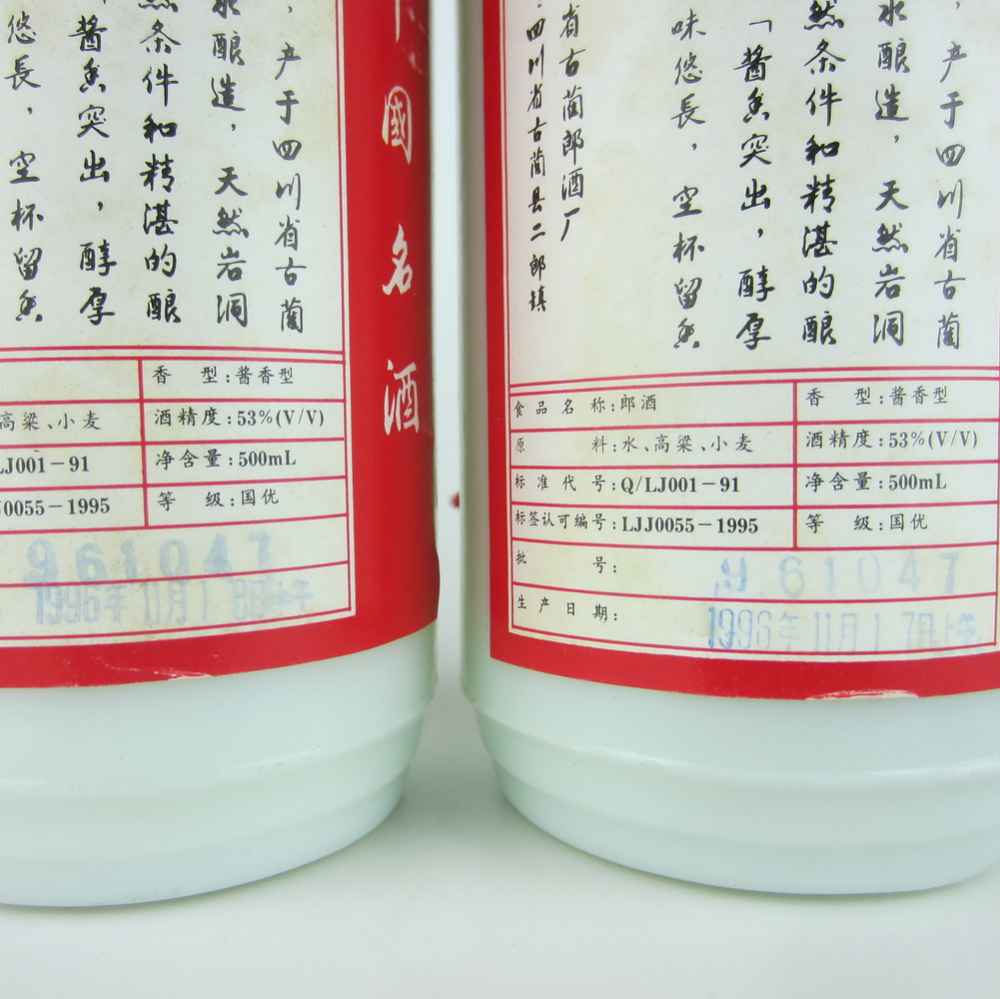 产于四川省古蔺
水酿造，天然岩洞
然条件和精湛的酿
「酱香突出，醇厚
悠長，空杯留香
國名酒
香 型：酱香型
高粱、小麦
酒精度：53%(V/V)
LJ001－91
净含量：500mL
J0055－1995
等 级：国优
961047
1996年11月1
，产于四川省古蔺
水酿造，天然岩洞
然条件和精湛的酿
「酱香突出，醇厚
味悠長，空杯留香
省古蔺郎酒厂
四川省古蔺县二郎镇
食品名称：郎酒
香 型：酱香型
原 料：水、高粱、小麦
酒精度：53%(V/V)
标准代号：Q/LJ001－91
净含量：500mL
标签认可编号：LJJ0055－1995
等 级：国优
批 号：
961047
生产日期：
1996年11月17日上午